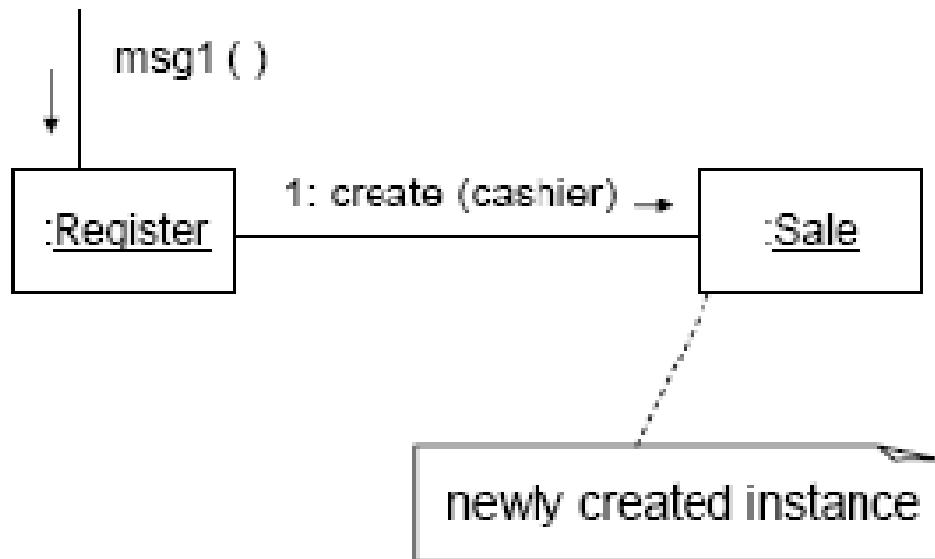 msg1 ( )
1: create (cashier)
:Register
:Sale
newly created instance